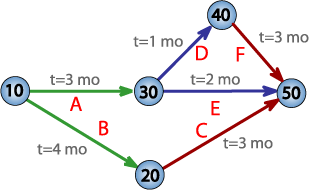 40
t=1 mo
D
F
t=3 mo
10
t=3 mo
30
t=2 mo
50
A
E
B
C
t=4 mo
t=3 mo
20